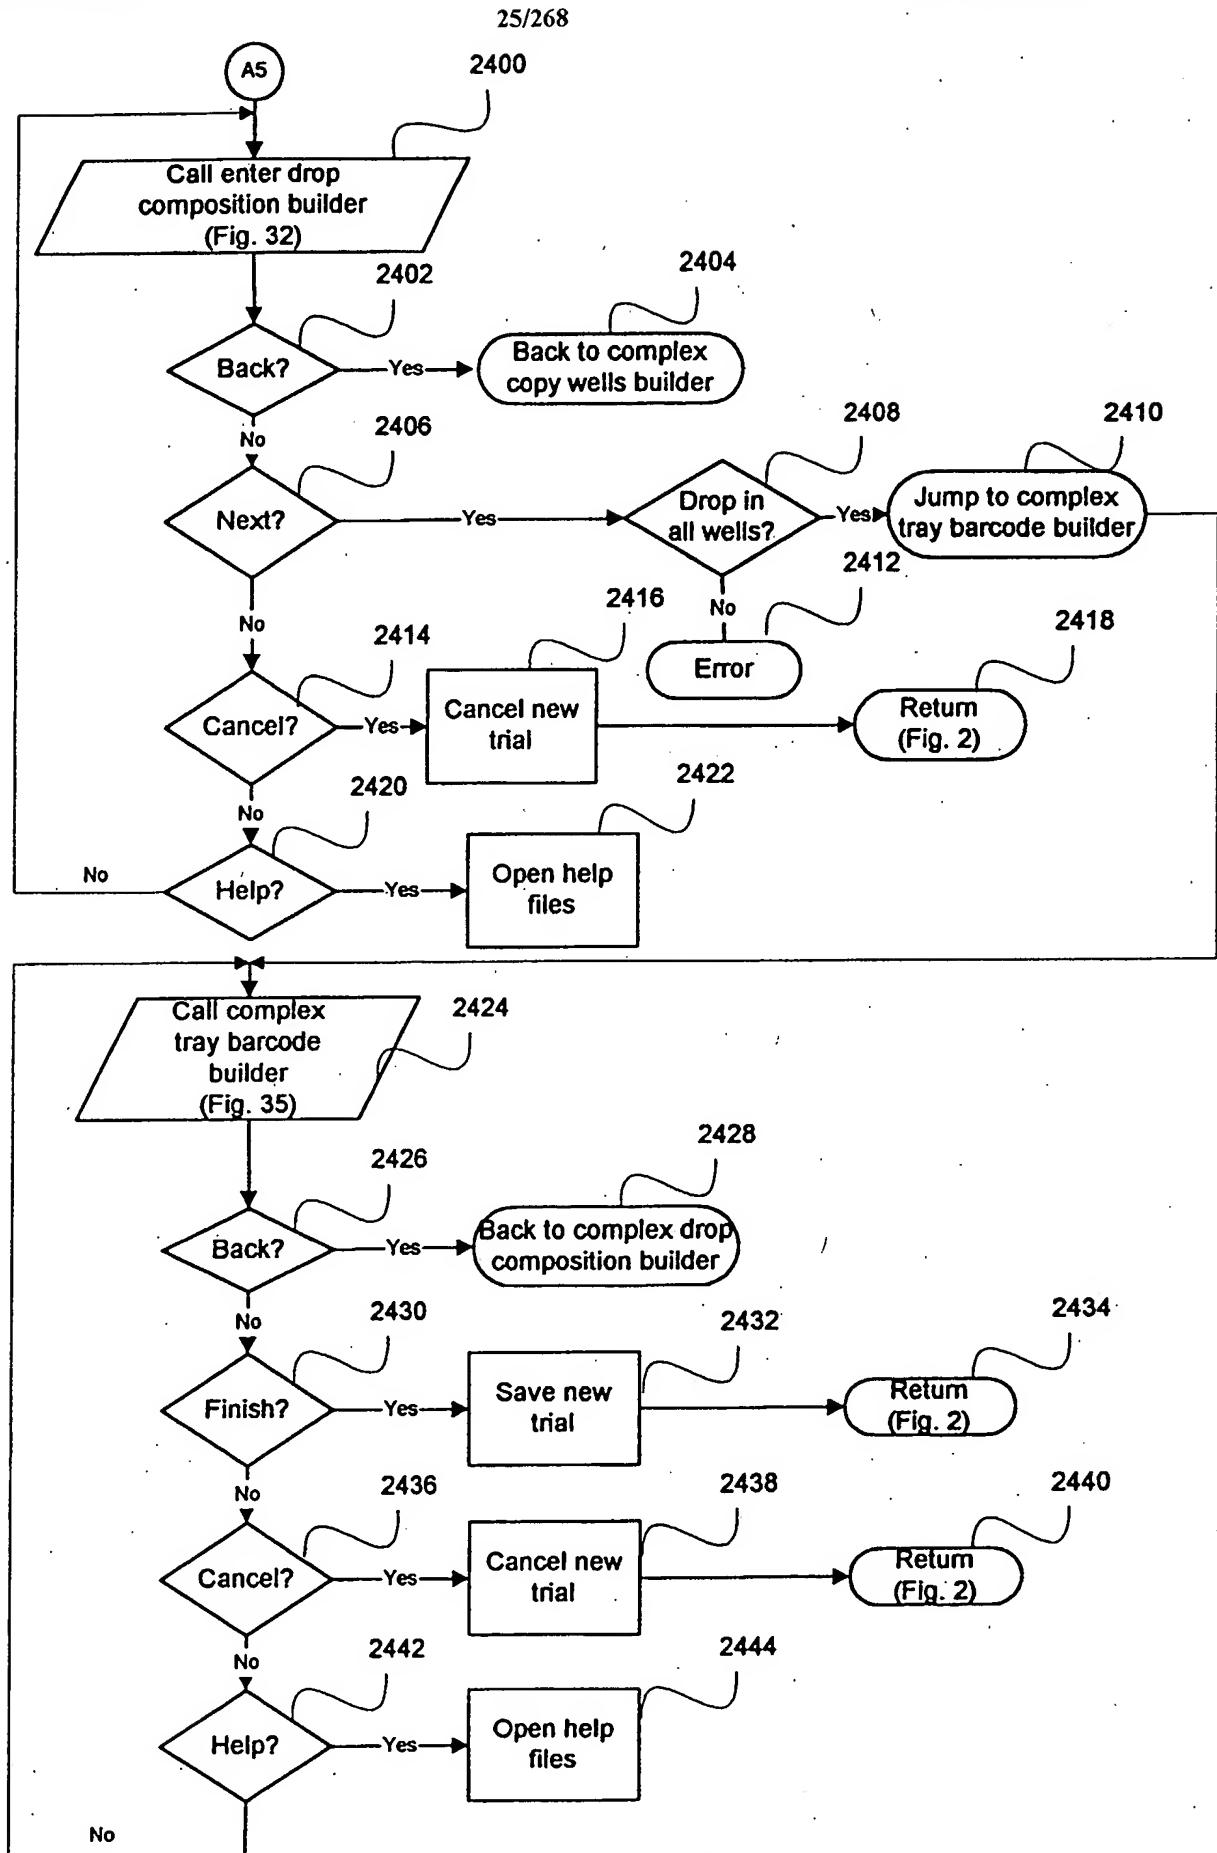 25/268
A5
2400
Call enter drop
composition builder
(Fig. 32)
2402
2404
Back?
Yes
Back to complex
copy wells builder
No
2406
2408
2410
Next?
Yes
Drop in
all wells?
Yes
Jump to complex
tray barcode builder
No
2412
Error
No
2414
2416
2418
Cancel?
Yes
Cancel new
trial
Return
(Fig. 2)
No
2420
2422
Help?
Yes
Open help
files
No
Call complex
tray barcode
builder
(Fig. 35)
2424
2426
2428
Back?
Yes
Back to complex drop
composition builder
No
2430
2432
2434
Finish?
Yes
Save new
trial
Return
(Fig. 2)
No
2436
2438
2440
Cancel?
Yes
Cancel new
trial
Return
(Fig. 2)
No
2442
2444
Help?
Yes
Open help
files
No